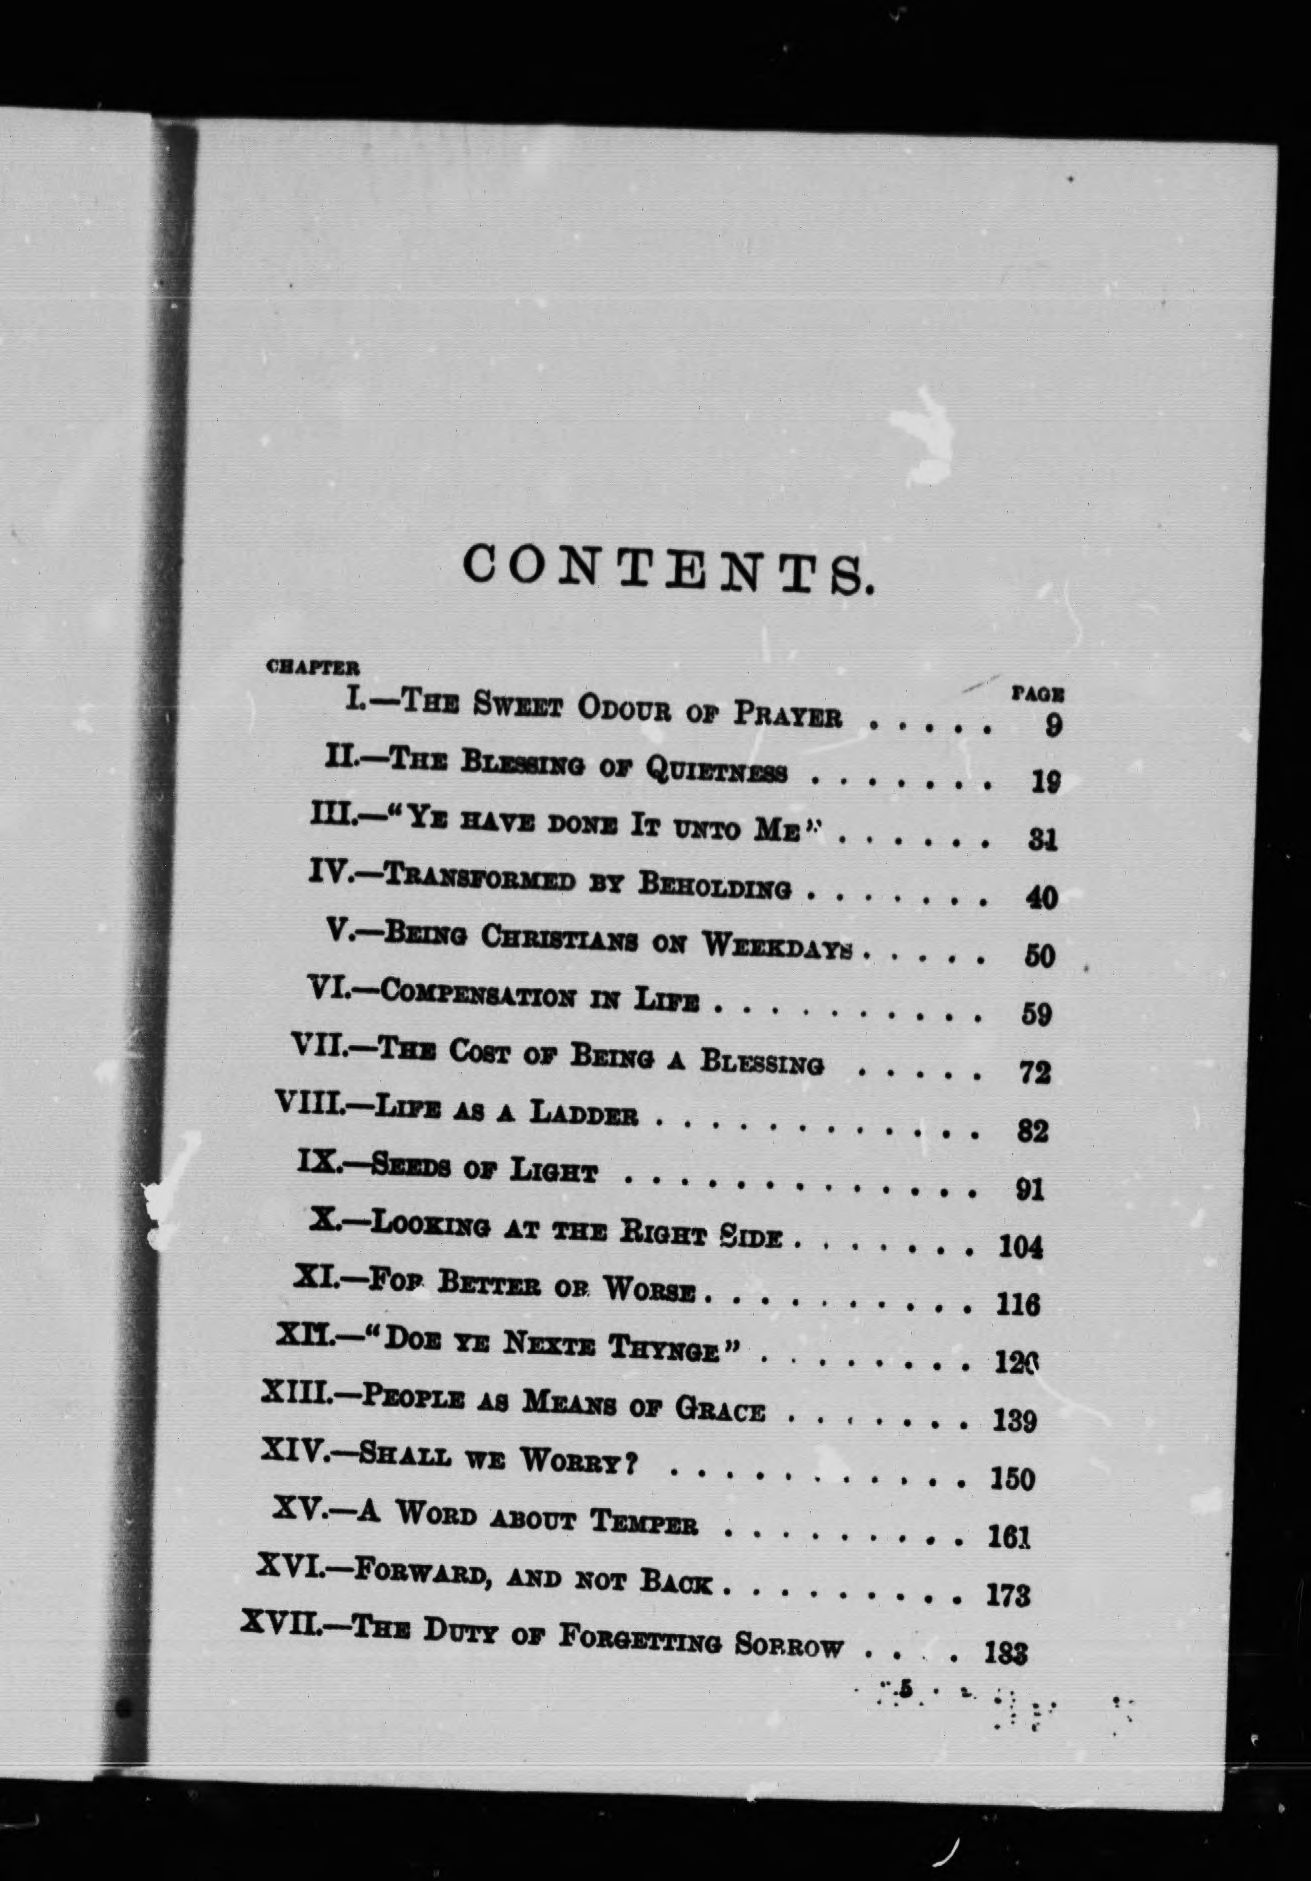 CONTENTS.
CHAPTER PAGE
I.—THE SWEET ODOUR OF PRAYER . . . . . 9
II.—THE BLESSING OF QUIETNESS . . . . . . . 19
III.—“YE HAVE DONE IT UNTO ME” . . . . . . 31
IV.—TRANSFORMED BY BEHOLDING . . . . . . . 40
V.—BEING CHRISTIANS ON WEEKDAYS . . . . . 50
VI.—COMPENSATION IN LIFE . . . . . . . . . . 59
VII.—THE COST OF BEING A BLESSING . . . . . 72
VIII.—LIFE AS A LADDER . . . . . . . . . . . . 82
IX.—SEEDS OF LIGHT . . . . . . . . . . . . . 91
X.—LOOKING AT THE RIGHT SIDE . . . . . . . 104
XI.—FOR BETTER OR WORSE . . . . . . . . . . 116
XII.—“DOE YE NEXTE THYNGE” . . . . . . . .
XIII.—PEOPLE AS MEANS OF GRACE . . . . . . . 139
XIV.—SHALL WE WORRY? . . . . . . . . . . . 150
XV.—A WORD ABOUT TEMPER . . . . . . . . . 161
XVI.—FORWARD, AND NOT BACK . . . . . . . . . 173
XVII.—THE DUTY OF FORGETTING SORROW . . . . 183
5